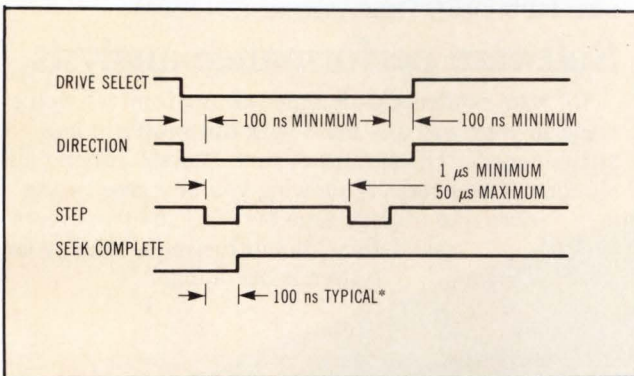 DRIVE SELECT
100 ns MINIMUM
100 ns MINIMUM
DIRECTION
1 μs MINIMUM
50 μs MAXIMUM
STEP
SEEK COMPLETE
100 ns TYPICAL*